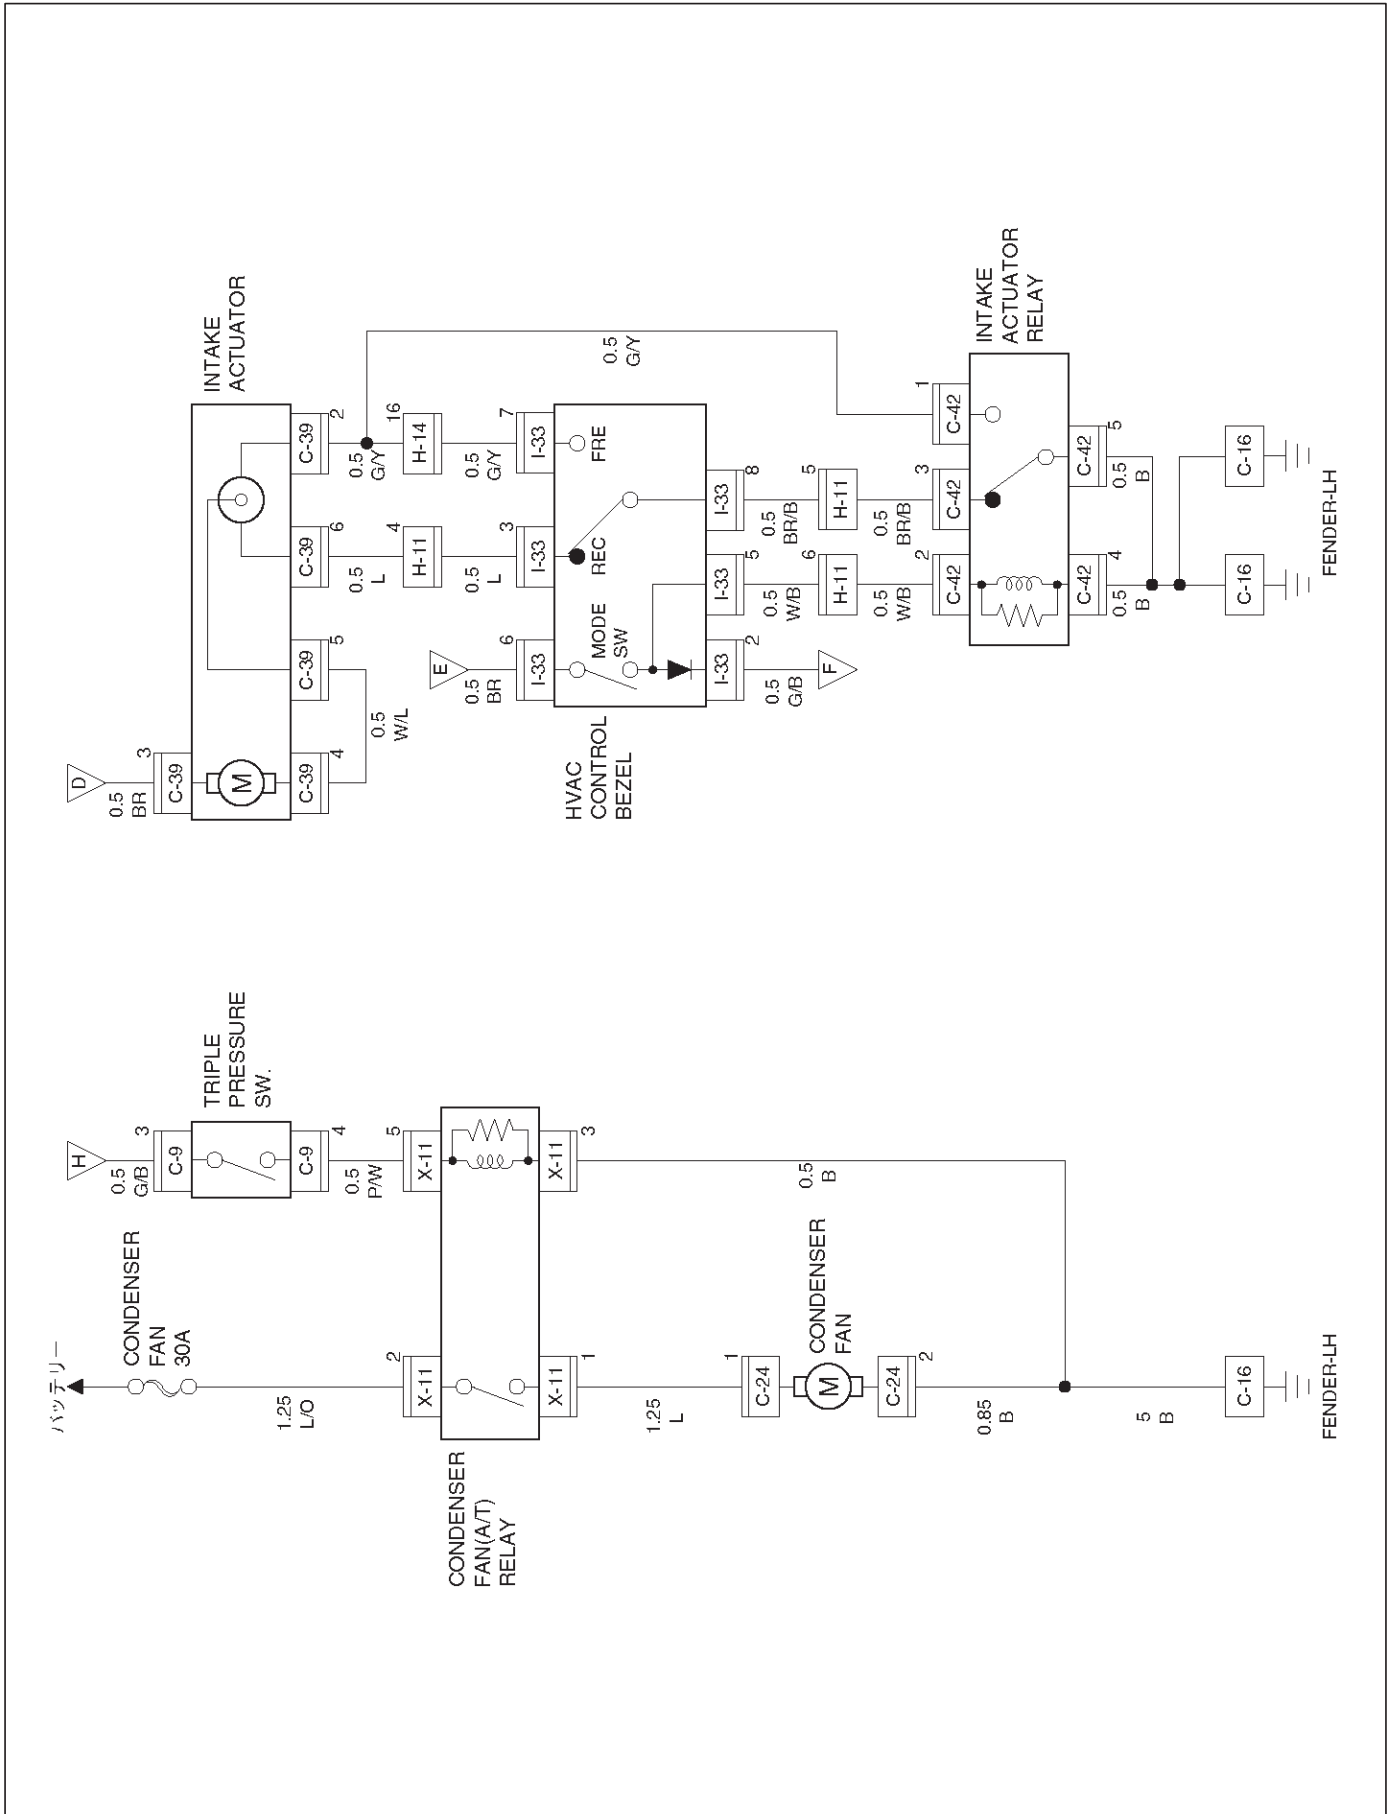 バッテリー
CONDENSER
FAN
30A
1.25
L/O
2
X-11
CONDENSER
FAN(A/T)
RELAY
X-11
1
1.25
L
1
C-24
M
CONDENSER
FAN
C-24
2
0.85
B
5
B
C-16
FENDER-LH
H
0.5
G/B
3
C-9
TRIPLE
PRESSURE
SW.
C-9
4
0.5
P/W
5
X-11
X-11
3
0.5
B
D
0.5
BR
3
C-39
M
INTAKE
ACTUATOR
C-39
4
C-39
5
C-39
6
C-39
2
0.5
W/L
0.5
L
4
H-11
0.5
L
3
I-33
0.5
G/Y
16
H-14
0.5
G/Y
7
I-33
0.5
G/Y
E
0.5
BR
6
I-33
HVAC
CONTROL
BEZEL
MODE
SW
REC
FRE
I-33
2
I-33
5
I-33
8
0.5
G/B
F
0.5
W/B
6
H-11
0.5
W/B
2
C-42
0.5
BR/B
5
H-11
0.5
BR/B
3
C-42
1
C-42
INTAKE
ACTUATOR
RELAY
C-42
4
C-42
5
0.5
B
0.5
B
C-16
C-16
FENDER-LH